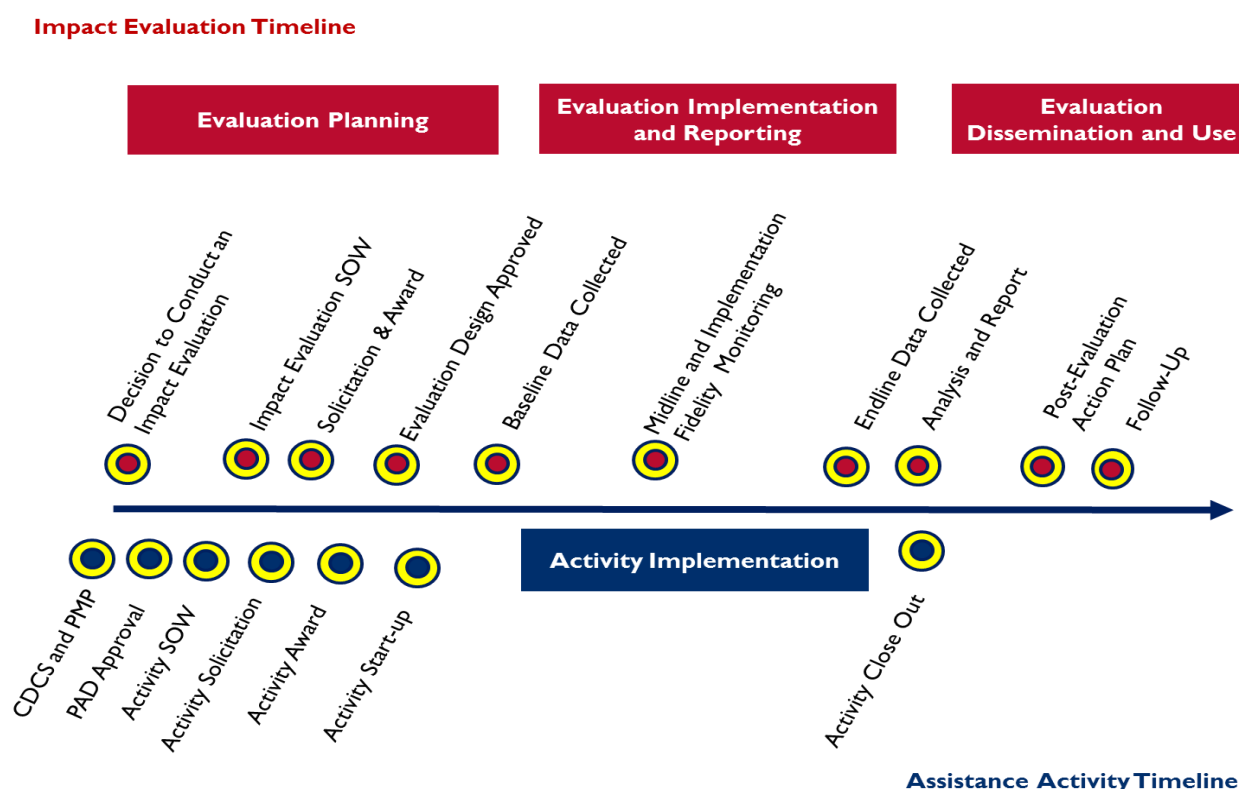 Impact Evaluation Timeline
Evaluation Planning
Evaluation Implementation
and Reporting
Evaluation
Dissemination and Use
Decision to Conduct an
Impact Evaluation
Impact Evaluation SOW
Solicitation & Award
Evaluation Design Approved
Baseline Data Collected
Midline and Implementation
Fidelity Monitoring
Endline Data Collected
Analysis and Report
Post-Evaluation
Action Plan
Follow-Up
Activity Implementation
CDCS and PMP
PAD Approval
Activity SOW
Activity Solicitation
Activity Award
Activity Start-up
Activity Close Out
Assistance Activity Timeline